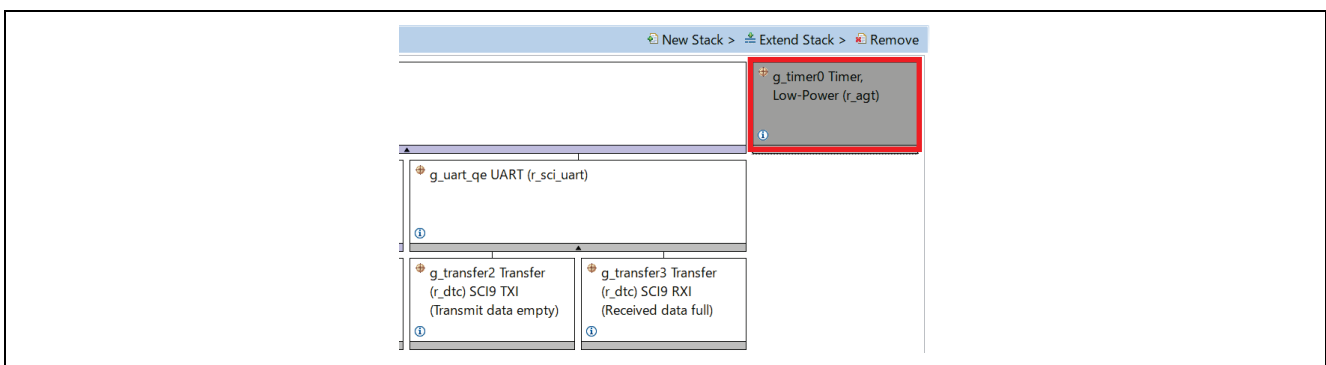 New Stack > Extend Stack > Remove
g_timer0 Timer,
Low-Power (r_agt)
g_uart_qe UART (r_sci_uart)
g_transfer2 Transfer
(r_dtc) SCI9 TXI
(Transmit data empty)
g_transfer3 Transfer
(r_dtc) SCI9 RXI
(Received data full)